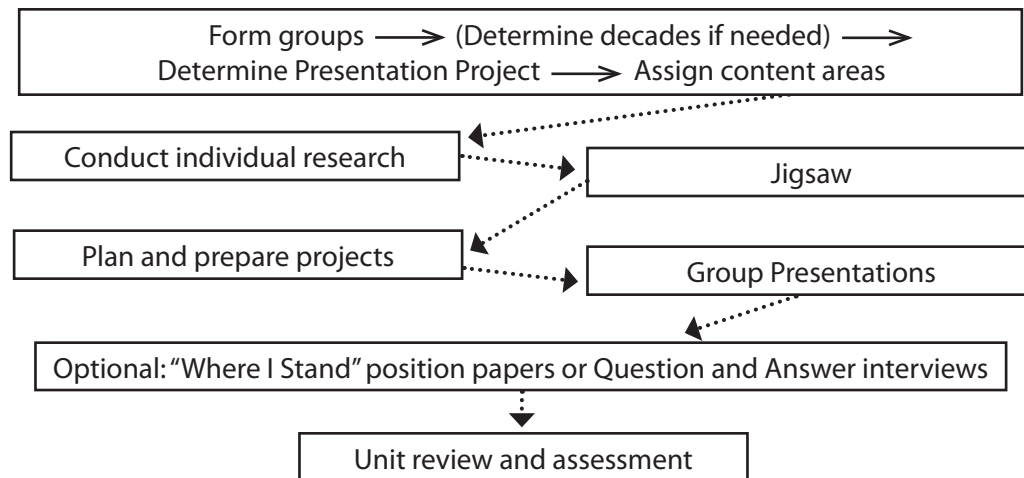 Form groups → (Determine decades if needed) →
Determine Presentation Project → Assign content areas
Conduct individual research
Jigsaw
Plan and prepare projects
Group Presentations
Optional: “Where I Stand” position papers or Question and Answer interviews
Unit review and assessment